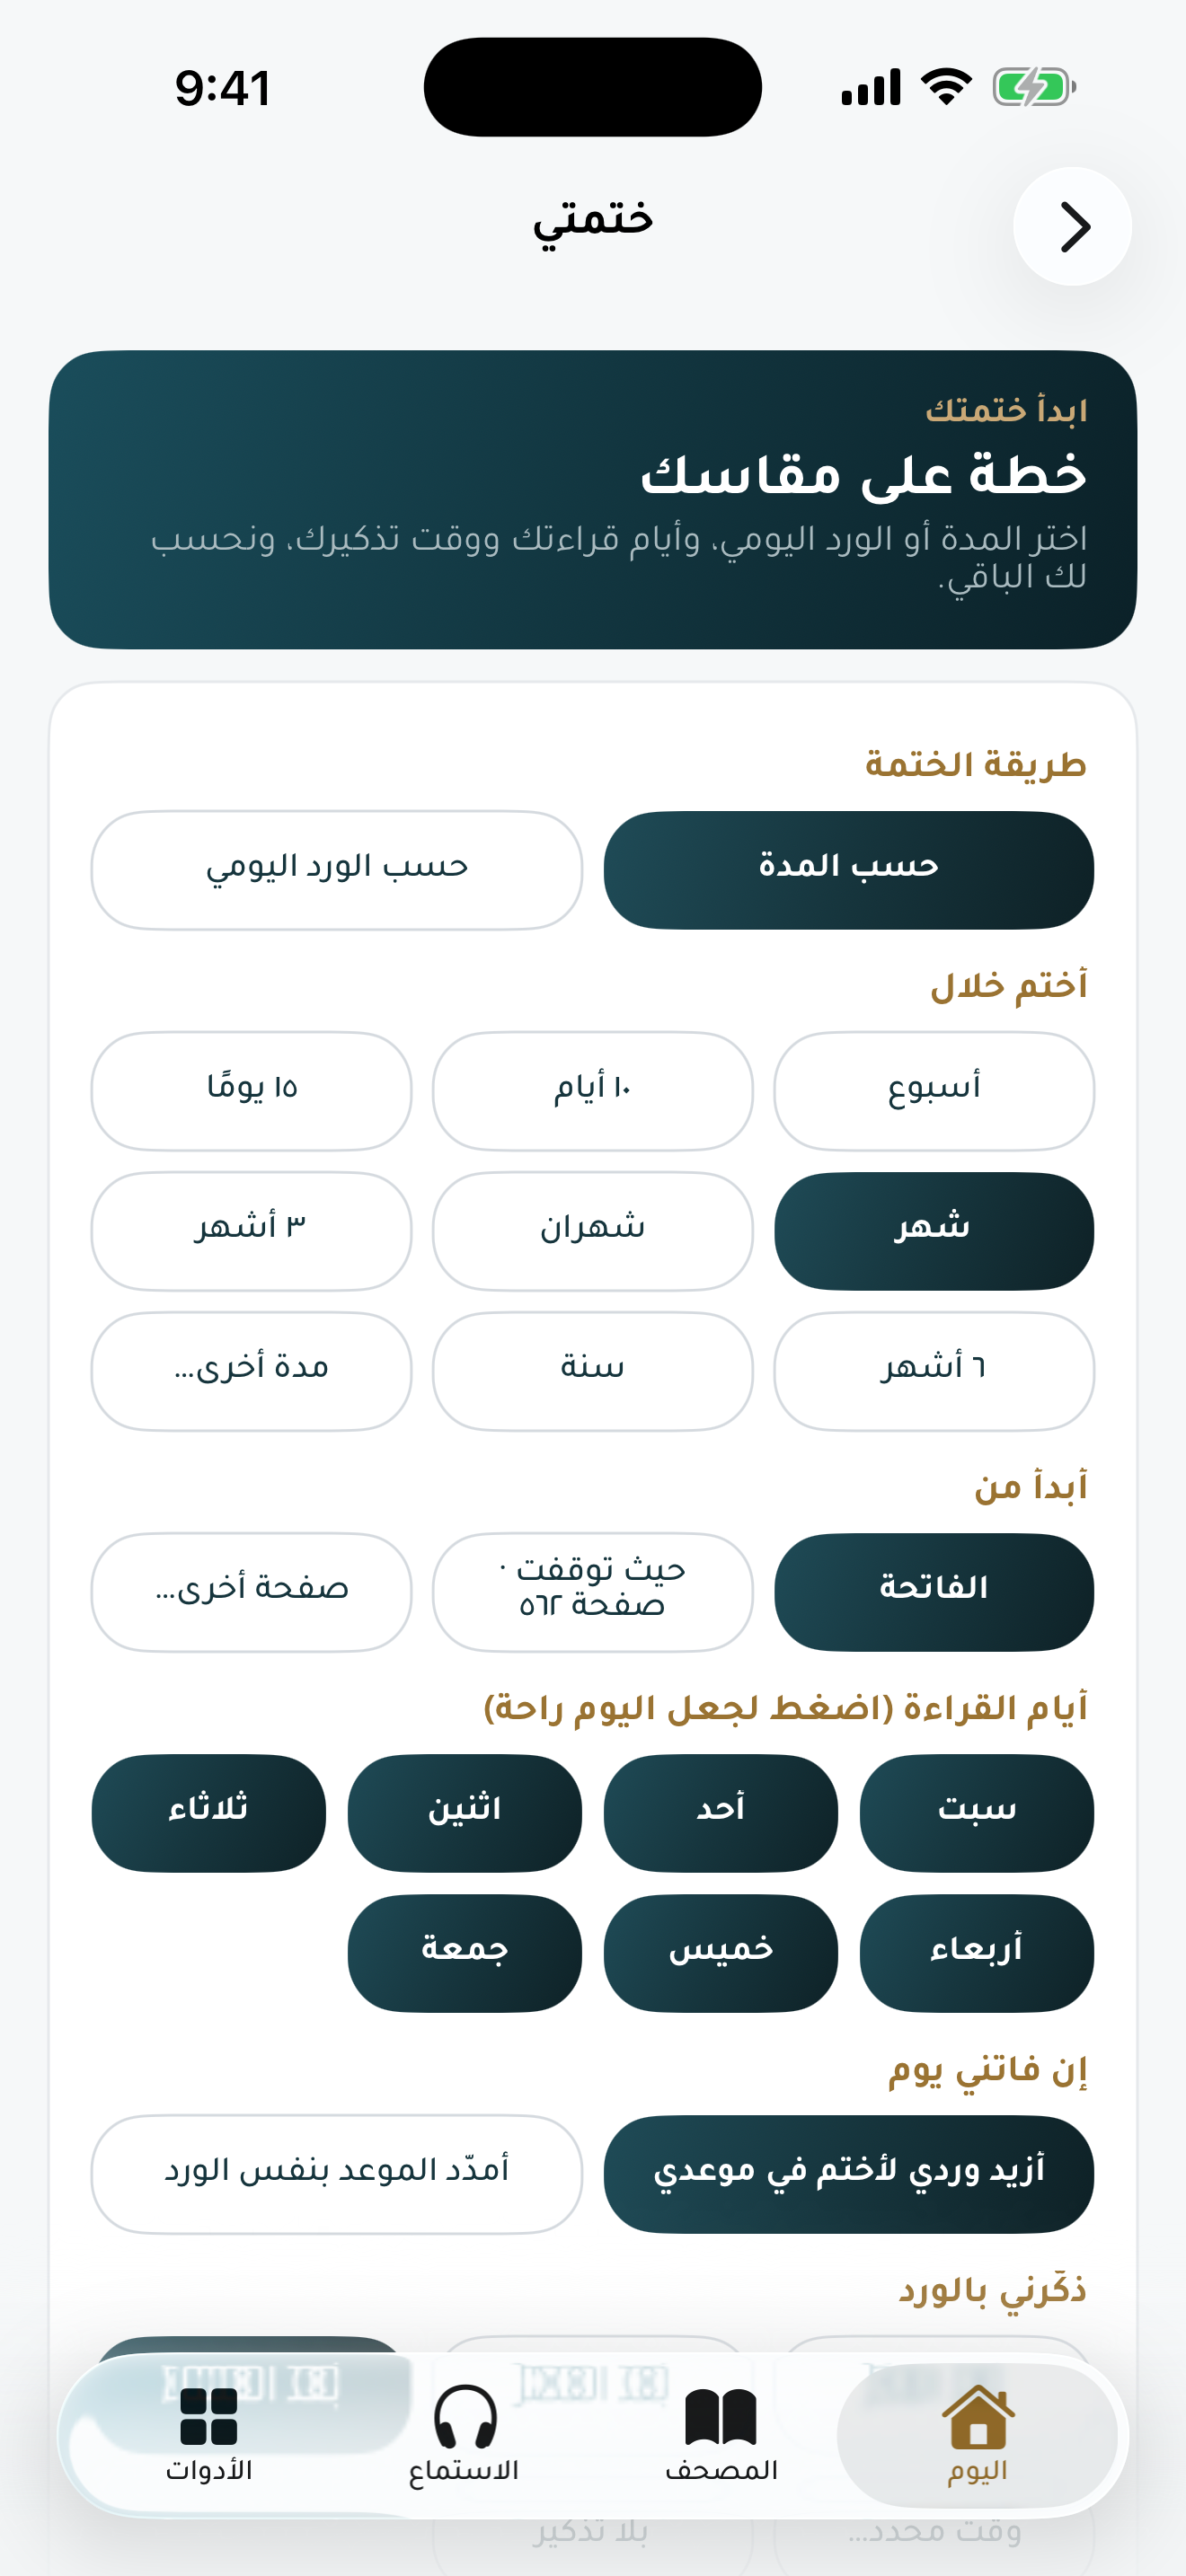 9:41
ختمتي
ابدأ ختمتك
خطة على مقاسك
اختر المدة أو الورد اليومي، وأيام قراءتك ووقت تذكيرك، ونحسب
لك الباقي.
طريقة الختمة
حسب المدة
حسب الورد اليومي
أختم خلال
أسبوع
١٠ أيام
١٥ يومًا
شهر
شهران
٣ أشهر
٦ أشهر
سنة
مدة أخرى...
أبدأ من
الفاتحة
حيث توقفت ·
صفحة ٥٦٢
صفحة أخرى...
أيام القراءة (اضغط لجعل اليوم راحة)
سبت
أحد
اثنين
ثلاثاء
أربعاء
خميس
جمعة
إن فاتني يوم
أزيد وردي لأختم في موعدي
أمدّد الموعد بنفس الورد
ذكّرني بالورد
اليوم
المصحف
الاستماع
الأدوات
وقت محدد...
بلا تذكير